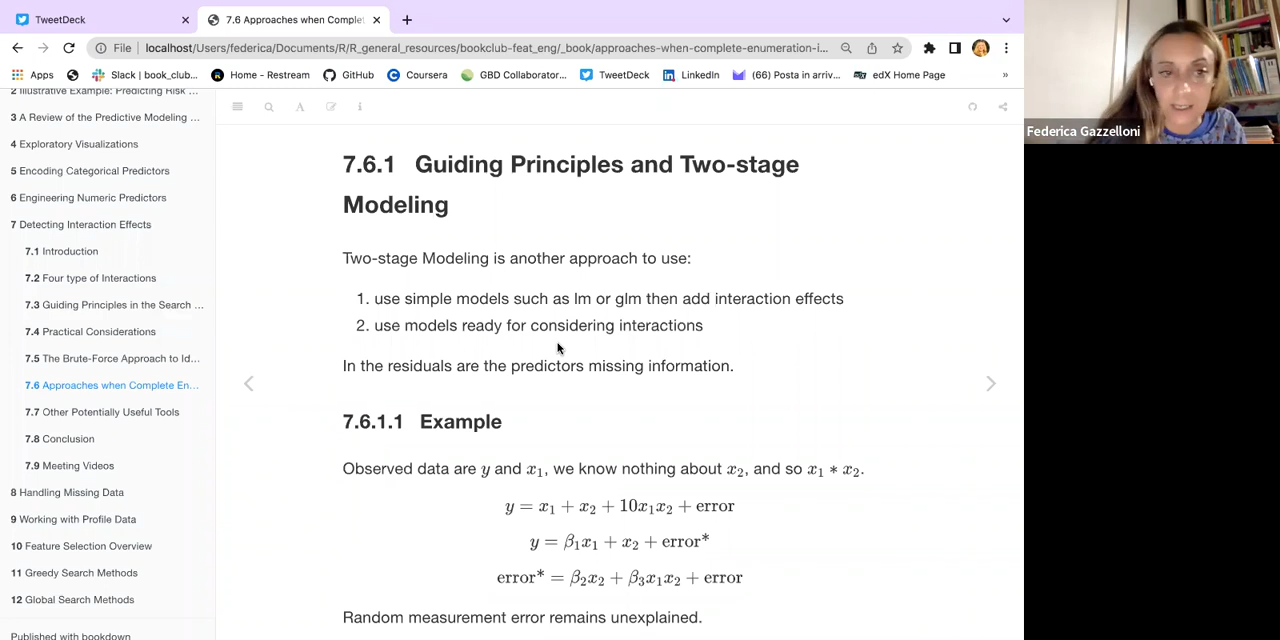 TweetDeck
7.6 Approaches when Complet
File localhost/Users/federica/Documents/R/R_general_resources/bookclub-feat_eng/_book/approaches-when-complete-enumeration-i...
Apps Slack | book_club... Home - Restream GitHub Coursera GBD Collaborator... TweetDeck LinkedIn (66) Posta in arriv... edX Home Page »
2 Illustrative Example: Predicting Risk ...
3 A Review of the Predictive Modeling ...
4 Exploratory Visualizations
5 Encoding Categorical Predictors
6 Engineering Numeric Predictors
7 Detecting Interaction Effects
7.1 Introduction
7.2 Four type of Interactions
7.3 Guiding Principles in the Search ...
7.4 Practical Considerations
7.5 The Brute-Force Approach to Id...
7.6 Approaches when Complete En...
7.7 Other Potentially Useful Tools
7.8 Conclusion
7.9 Meeting Videos
8 Handling Missing Data
9 Working with Profile Data
10 Feature Selection Overview
11 Greedy Search Methods
12 Global Search Methods
Published with bookdown
7.6.1 Guiding Principles and Two-stage
Modeling
Two-stage Modeling is another approach to use:
1. use simple models such as lm or glm then add interaction effects
2. use models ready for considering interactions
In the residuals are the predictors missing information.
7.6.1.1 Example
Observed data are y and x₁, we know nothing about x₂, and so x₁ * x₂.
y = x₁ + x₂ + 10x₁x₂ + error
y = β₁x₁ + x₂ + error*
error* = β₂x₂ + β₃x₁x₂ + error
Random measurement error remains unexplained.
Federica Gazzelloni